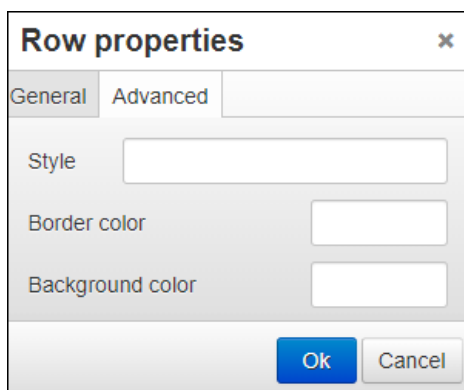 Row properties ×
General Advanced
Style
Border color
Background color
Ok Cancel